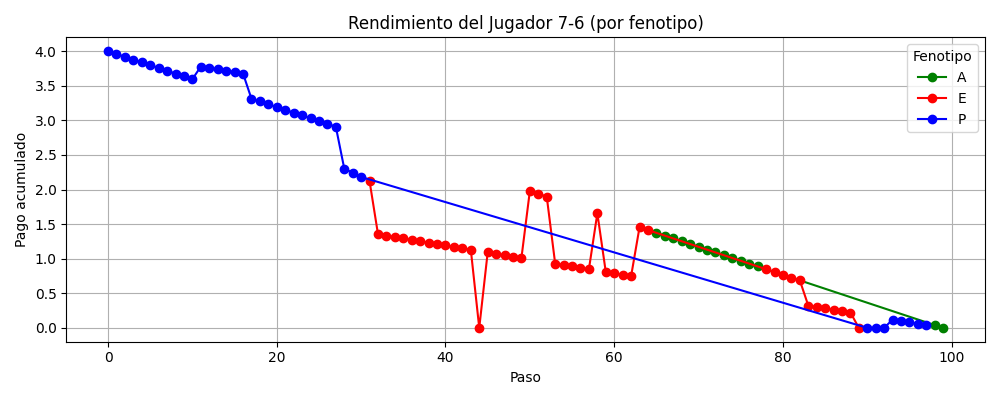 Rendimiento del Jugador 7-6 (por fenotipo)
Pago acumulado
4.0
3.5
3.0
2.5
2.0
1.5
1.0
0.5
0.0
Fenotipo
A
E
P
0 20 40 60 80 100
Paso